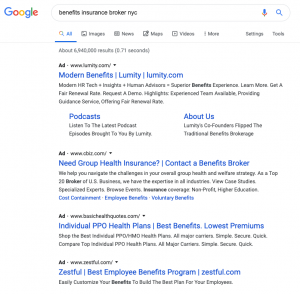 Google
benefits insurance broker nyc
All Images News Maps Videos More Settings Tools
About 6,940,000 results (0.71 seconds)
Ad · www.lumity.com/
Modern Benefits | Lumity | lumity.com
Modern HR Tech + Insights + Human Advisors = Superior Benefits Experience. Learn More. Get A
Fair Renewal Rate. Request A Demo. Highlights: Experienced Team Available, Providing
Guidance Service, Offering Fair Renewal Rate.
Podcasts About Us
Listen To The Latest Podcast Lumity's Co-Founders Flipped The
Episodes Brought To You By Lumity. Traditional Benefits Brokerage
Ad · www.cbiz.com/
Need Group Health Insurance? | Contact a Benefits Broker
We help you navigate the challenges in your overall group health and welfare strategy. As a Top
20 Broker of U.S. Business, we have the expertise in all industries. View Case Studies.
Specialized Experts. Browse Events. Insurance coverage: Non-Profit, Higher Education.
Cost Containment · Employee Benefits · Voluntary Benefits
Ad · www.basichealthquotes.com/
Individual PPO Health Plans | Best Benefits. Lowest Premiums
Shop the Best Individual PPO/HMO Health Plans. All major carriers. Simple. Secure. Quick.
Compare Top Individual PPO Health Plans. All Major Carriers. Simple. Secure. Quick.
Ad · www.zestful.com/
Zestful | Best Employee Benefits Program | zestful.com
Easily Customize Your Benefits To Build The Best Plan For Your Employees.